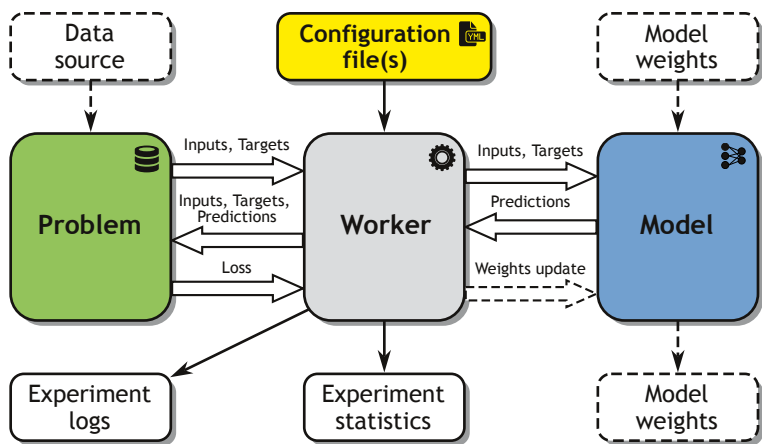 Data
source
Configuration
file(s)
YML
Model
weights
Inputs, Targets
Inputs, Targets
Inputs, Targets,
Predictions
Predictions
Problem
Worker
Model
Loss
Weights update
Experiment
logs
Experiment
statistics
Model
weights